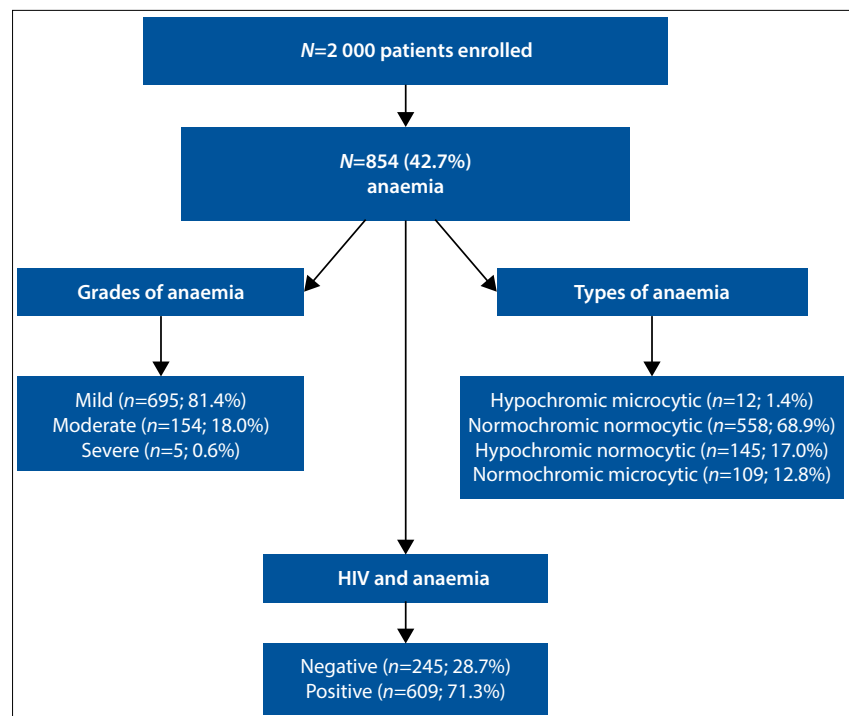 N=2 000 patients enrolled
N=854 (42.7%)
anaemia
Grades of anaemia
Types of anaemia
Mild (n=695; 81.4%)
Moderate (n=154; 18.0%)
Severe (n=5; 0.6%)
Hypochromic microcytic (n=12; 1.4%)
Normochromic normocytic (n=558; 68.9%)
Hypochromic normocytic (n=145; 17.0%)
Normochromic microcytic (n=109; 12.8%)
HIV and anaemia
Negative (n=245; 28.7%)
Positive (n=609; 71.3%)